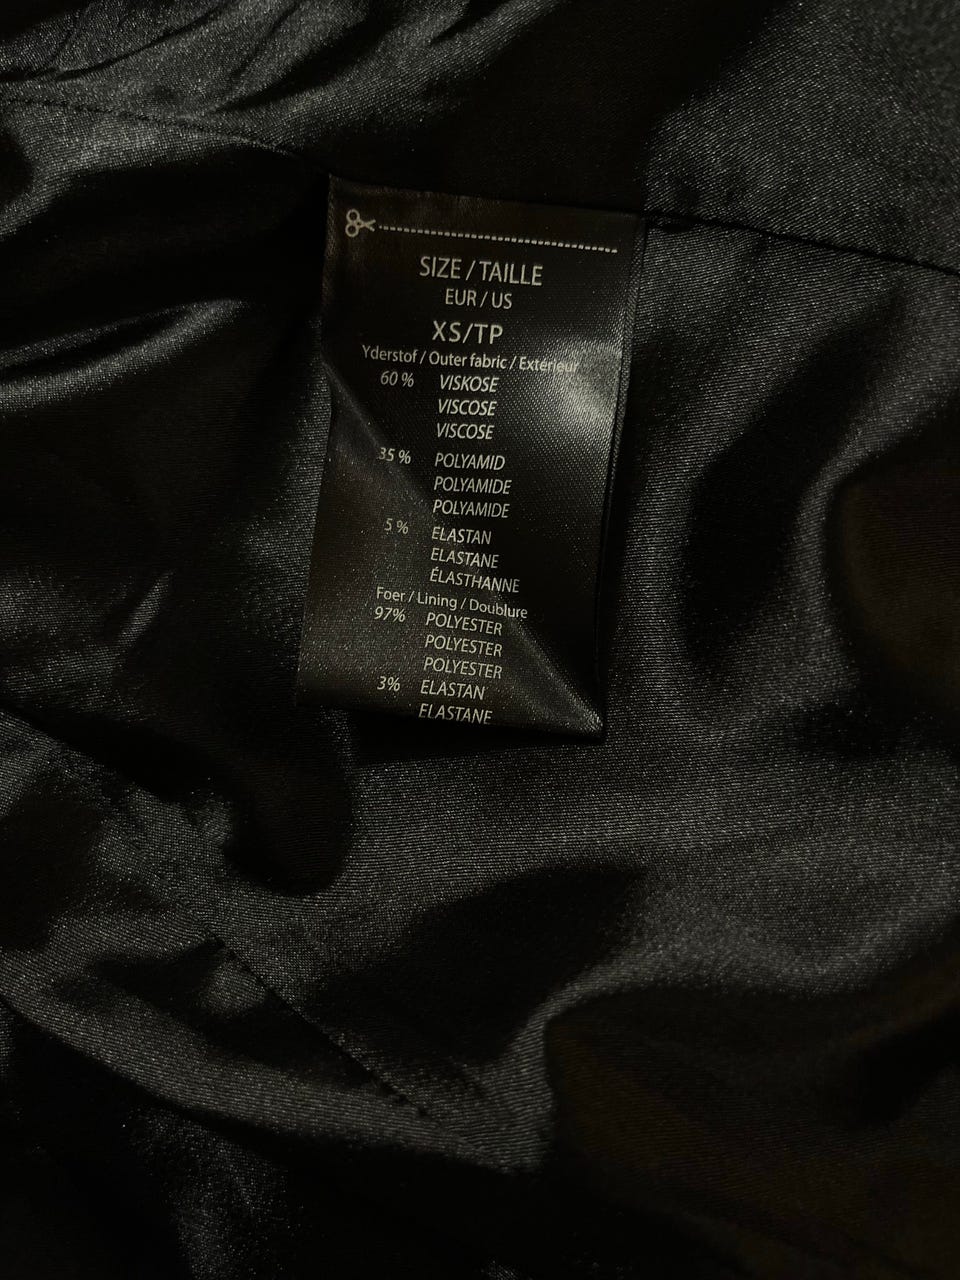 SIZE / TAILLE
EUR / US
XS/TP
Yderstof / Outer fabric / Extérieur
60 % VISKOSE
VISCOSE
VISCOSE
35 % POLYAMID
POLYAMIDE
POLYAMIDE
5 % ELASTAN
ELASTANE
ÉLASTHANNE
Foer / Lining / Doublure
97% POLYESTER
POLYESTER
POLYESTER
3% ELASTAN
ELASTANE